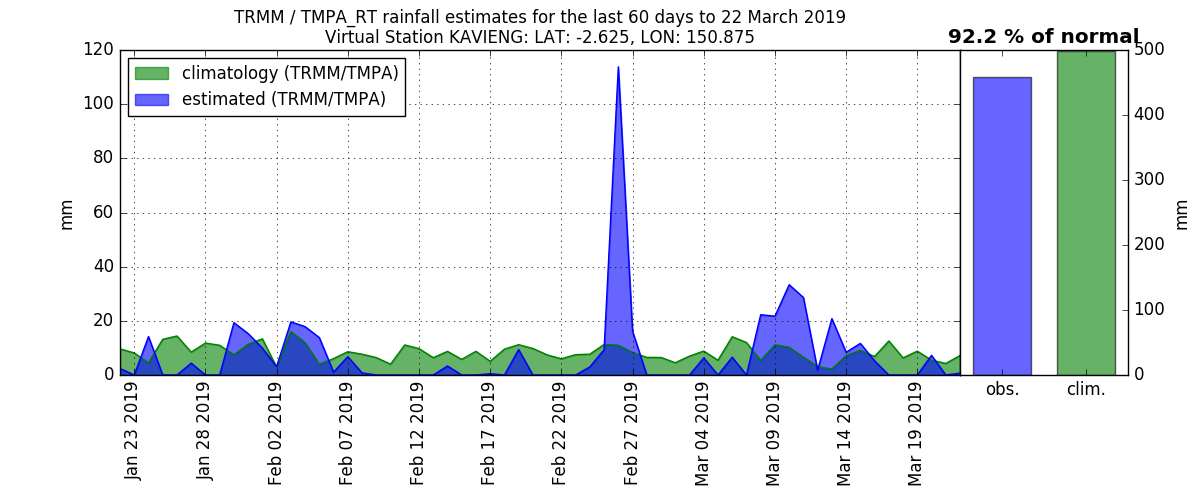 TRMM / TMPA_RT rainfall estimates for the last 60 days to 22 March 2019
Virtual Station KAVIENG: LAT: -2.625, LON: 150.875
92.2 % of normal
climatology (TRMM/TMPA)
estimated (TRMM/TMPA)
120
100
80
60
40
20
0
mm
Jan 23 2019
Jan 28 2019
Feb 02 2019
Feb 07 2019
Feb 12 2019
Feb 17 2019
Feb 22 2019
Feb 27 2019
Mar 04 2019
Mar 09 2019
Mar 14 2019
Mar 19 2019
500
400
300
200
100
0
mm
obs.
clim.